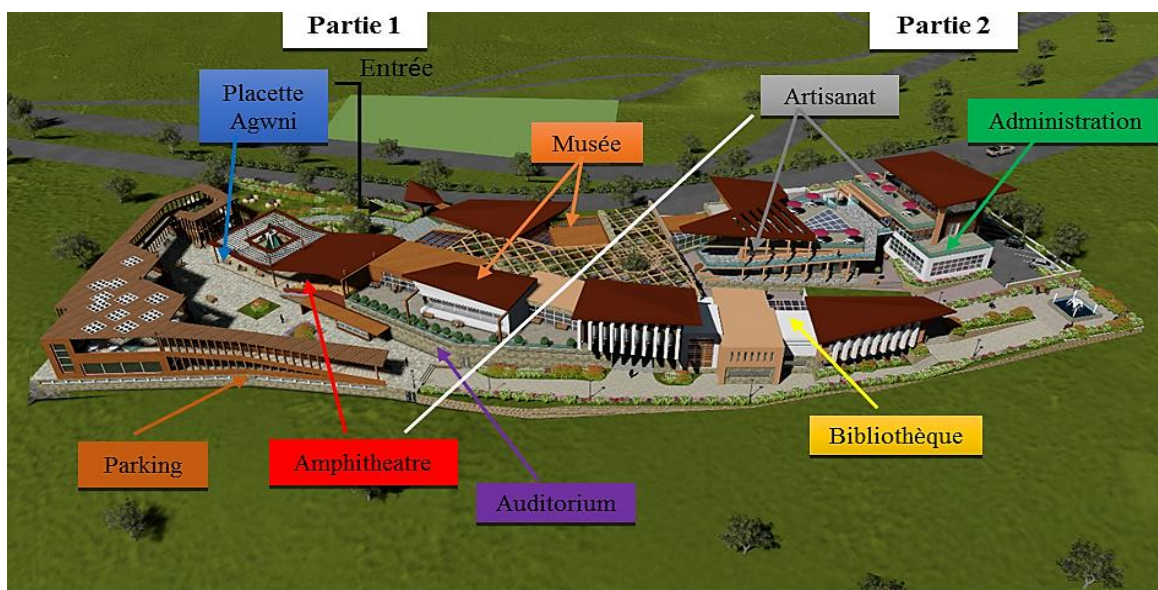 Partie 1
Partie 2
Entrée
Placette
Agwni
Artisanat
Administration
Musée
Bibliothèque
Parking
Amphitheatre
Auditorium